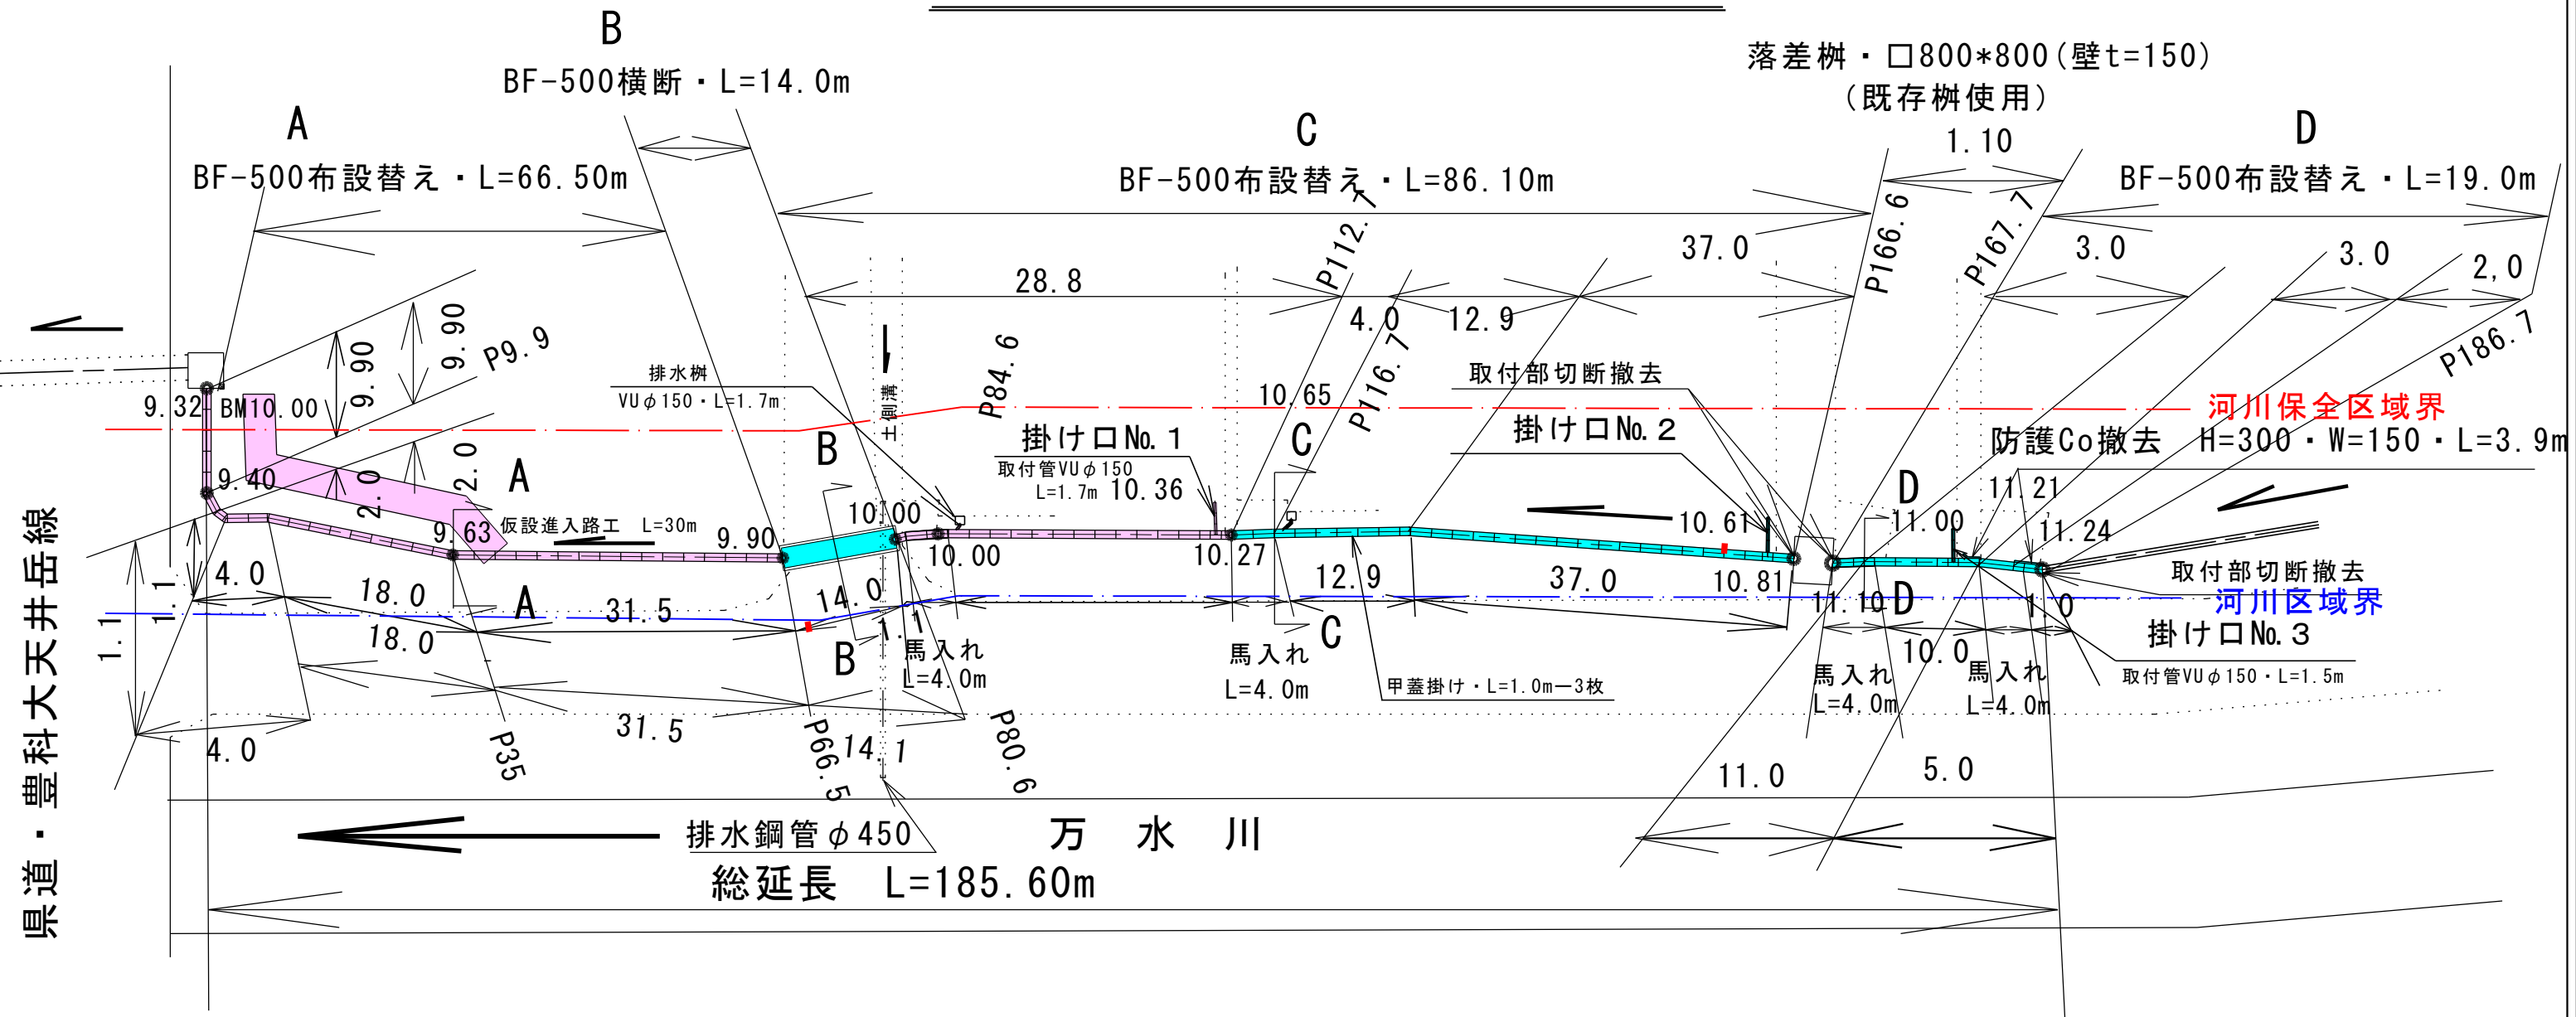 B
BF-500横断・L=14.0m
落差桝・口800*800(壁t=150)
(既存桝使用)
A
C
1.10
D
BF-500布設替え・L=66.50m
BF-500布設替え・L=86.10m
BF-500布設替え・L=19.0m
P112.7
P166.6
P167.7
37.0
3.0
3.0
2,0
28.8
4.0
12.9
9.90
9.90
P9.9
P84.6
P116.7
P186.7
排水桝
VUφ150・L=1.7m
土側溝
取付部切断撤去
10.65
9.32
BM10.00
河川保全区域界
掛け口№.1
掛け口№.2
防護Co撤去 H=300・W=150・L=3.9m
B
C
取付管VUφ150
L=1.7m
10.36
9.40
2.0
2.0
A
D
11.21
仮設進入路工 L=30m
9.63
9.90
10.00
10.00
10.27
10.61
11.00
11.24
県道・豊科大天井岳線
1.1
1.1
4.0
18.0
A
31.5
14.0
1.1
12.9
37.0
10.81
11.10
D
取付部切断撤去
河川区域界
1.0
18.0
B
馬入れ
L=4.0m
馬入れ
L=4.0m
C
甲蓋掛け・L=1.0m―3枚
馬入れ
L=4.0m
10.0
馬入れ
L=4.0m
掛け口№.3
取付管VUφ150・L=1.5m
4.0
P35
31.5
P66.5
14.1
P80.6
11.0
5.0
排水鋼管φ450
万水川
総延長 L=185.60m